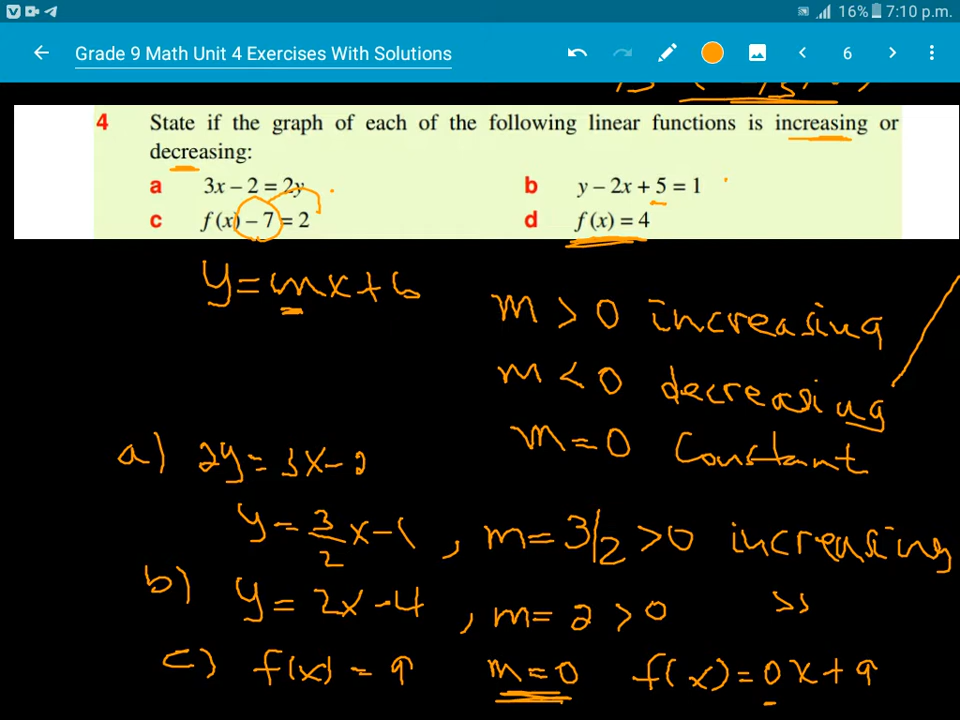 16% 7:10 p.m.
Grade 9 Math Unit 4 Exercises With Solutions 6
4 State if the graph of each of the following linear functions is increasing or
decreasing:
a 3x – 2 = 2y b y – 2x + 5 = 1
c f(x) – 7 = 2 d f(x) = 4
y = mx + b
m > 0 increasing
m < 0 decreasing
m = 0 Constant
a) 2y = 3x - 2
y = 3/2 x - 1 , m = 3/2 > 0 increasing
b) y = 2x - 4 , m = 2 > 0 >>
c) f(x) = 9 m = 0 f(x) = 0x + 9